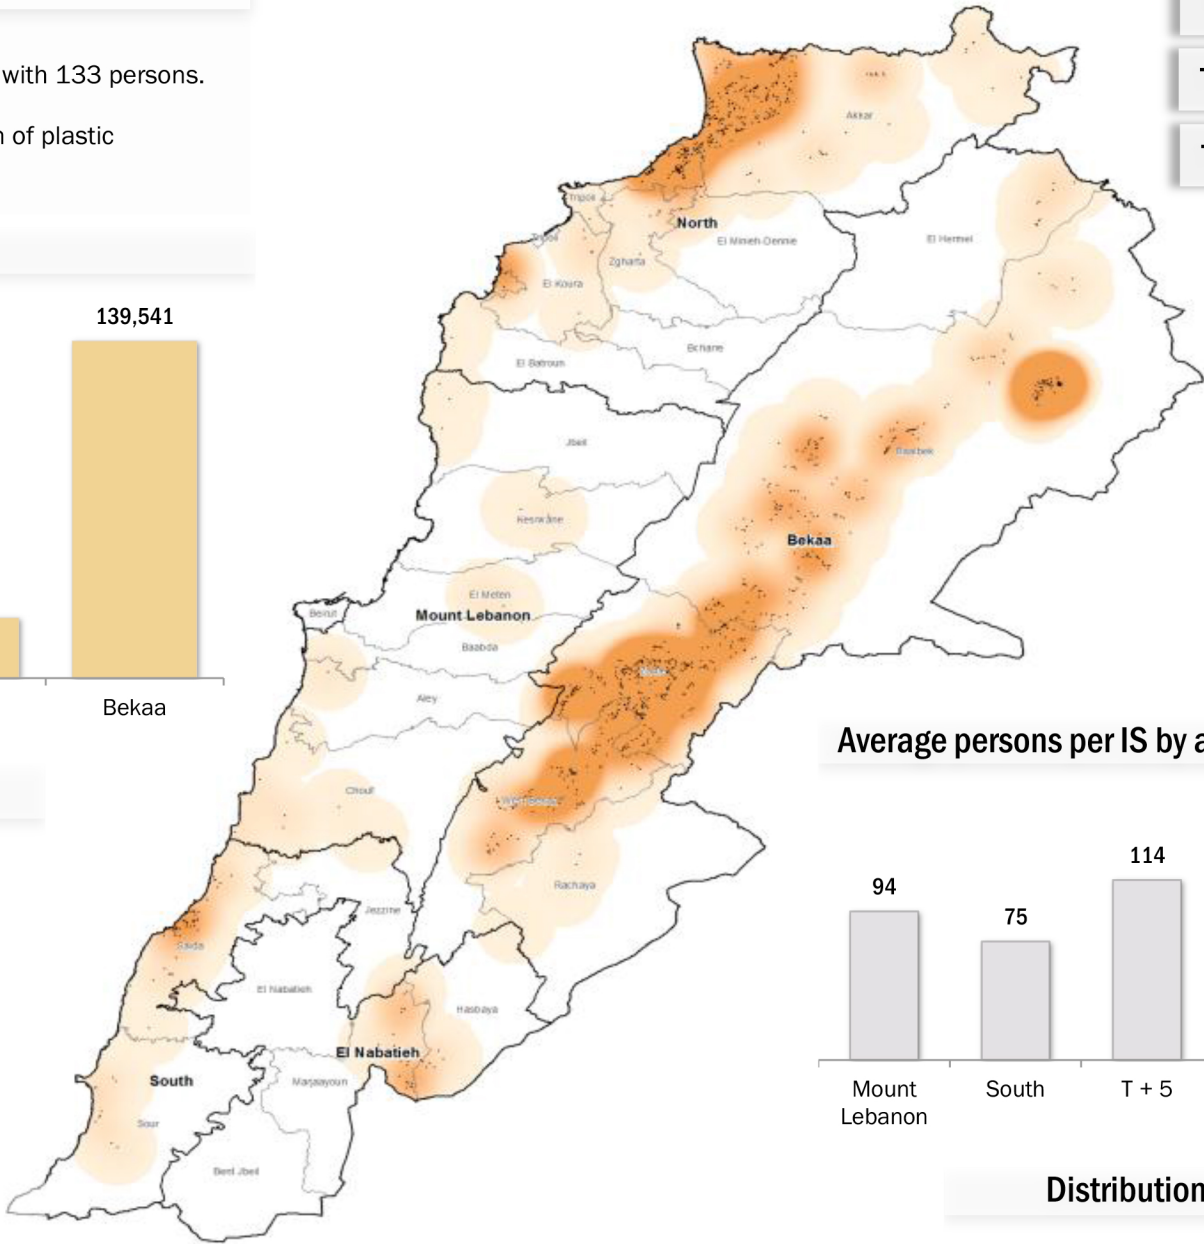 with 133 persons.
of plastic
139,541
Bekaa
Akkar
Tripoli
North
El Minieh-Dennie
El Hermel
Tripoli
Zgharta
El Koura
Bcharre
El Batroun
Jbeil
Baalbek
Kesrwane
Bekaa
El Meten
Beirut
Mount Lebanon
Baabda
Aley
Chouf
West Bekaa
Rachaya
Jezzine
Saida
El Nabatieh
Hasbaya
El Nabatieh
South
Marjaayoun
Sour
Bent Jbeil
Average persons per IS by a
94
75
114
Mount
Lebanon
South
T + 5
Distribution